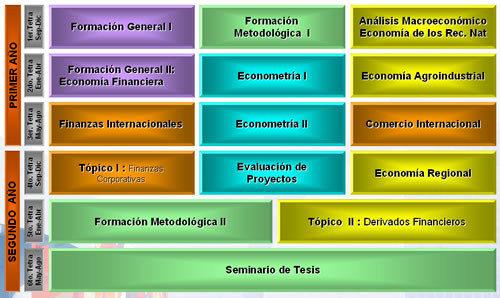 PRIMER AÑO
1er.Tetra
Sep-Dic
Formación General I
Formación
Metodológica I
Análisis Macroeconómico
Economía de los Rec. Nat
2do. Tetra
Ene-Abr
Formación General II:
Economía Financiera
Econometría I
Economía Agroindustrial
3er. Tetra
May-Ago
Finanzas Internacionales
Econometría II
Comercio Internacional
SEGUNDO AÑO
4to. Tetra
Sep-Dic
Tópico I : Finanzas
Corporativas
Evaluación de
Proyectos
Economía Regional
5to. Tetra
Ene-Abr
Formación Metodológica II
Tópico II : Derivados Financieros
6to. Tetra
May-Ago
Seminario de Tesis